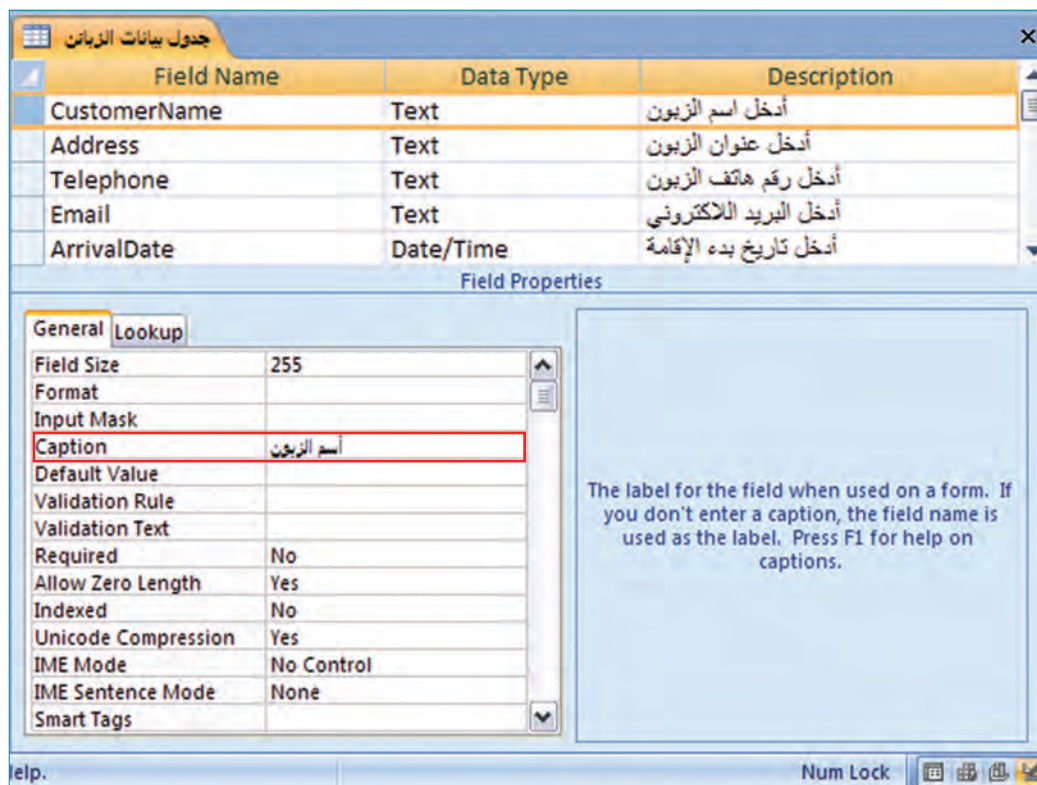 جدول بيانات الزبائن
Field Name Data Type Description
CustomerName Text أدخل اسم الزبون
Address Text أدخل عنوان الزبون
Telephone Text أدخل رقم هاتف الزبون
Email Text أدخل البريد اللاكتروني
ArrivalDate Date/Time أدخل تاريخ بدء الإقامة
Field Properties
General Lookup
Field Size 255
Format
Input Mask
Caption أسم الزبون
Default Value
Validation Rule
Validation Text
Required No
Allow Zero Length Yes
Indexed No
Unicode Compression Yes
IME Mode No Control
IME Sentence Mode None
Smart Tags
The label for the field when used on a form. If
you don't enter a caption, the field name is
used as the label. Press F1 for help on
captions.
lelp. Num Lock